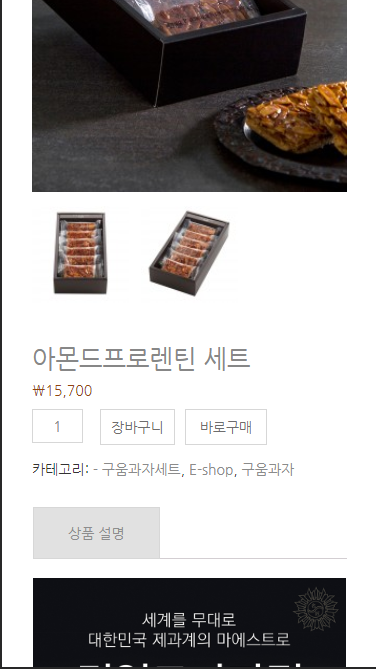 아몬드프로렌틴 세트
₩15,700
1
장바구니
바로구매
카테고리: - 구움과자세트, E-shop, 구움과자
상품 설명
세계를 무대로
대한민국 제과계의 마에스트로